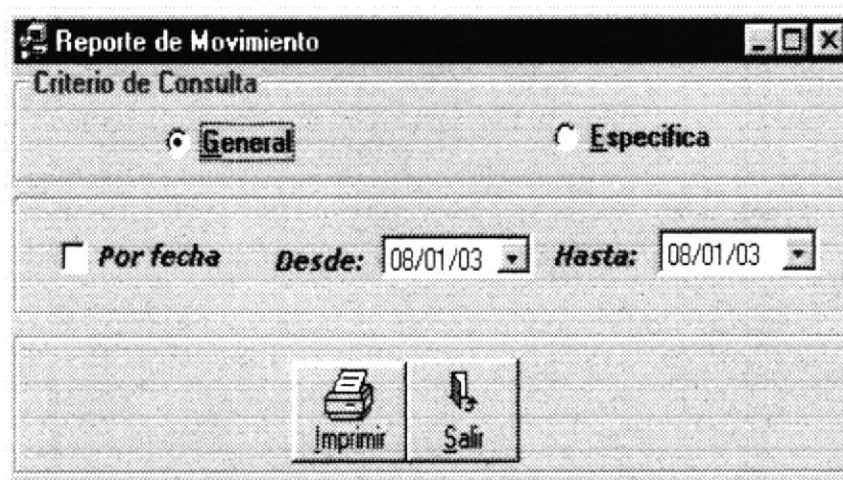 Reporte de Movimiento
Criterio de Consulta
General Específica
Por fecha Desde: 08/01/03 Hasta: 08/01/03
Imprimir Salir